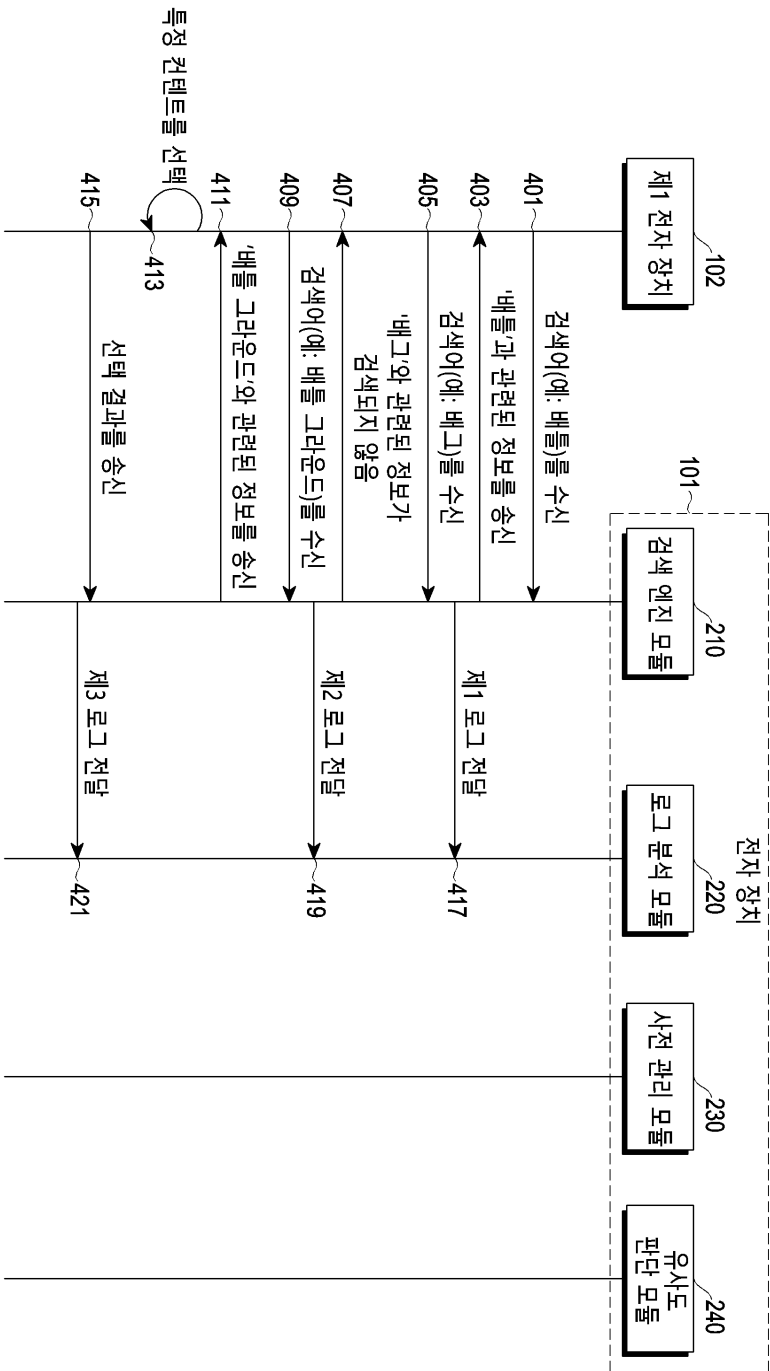 전자 장치
101
제1 전자 장치
102
검색 엔진 모듈
210
로그 분석 모듈
220
사전 관리 모듈
230
유사도
판단 모듈
240
401
검색어(예: 배틀)를 수신
403
'배틀'과 관련된 정보를 송신
417
제1 로그 전달
405
검색어(예: 배그)를 수신
407
'배그'와 관련된 정보가
검색되지 않음
419
제2 로그 전달
409
검색어(예: 배틀 그라운드)를 수신
411
'배틀 그라운드'와 관련된 정보를 송신
특정 컨텐트를 선택
413
415
선택 결과를 송신
421
제3 로그 전달